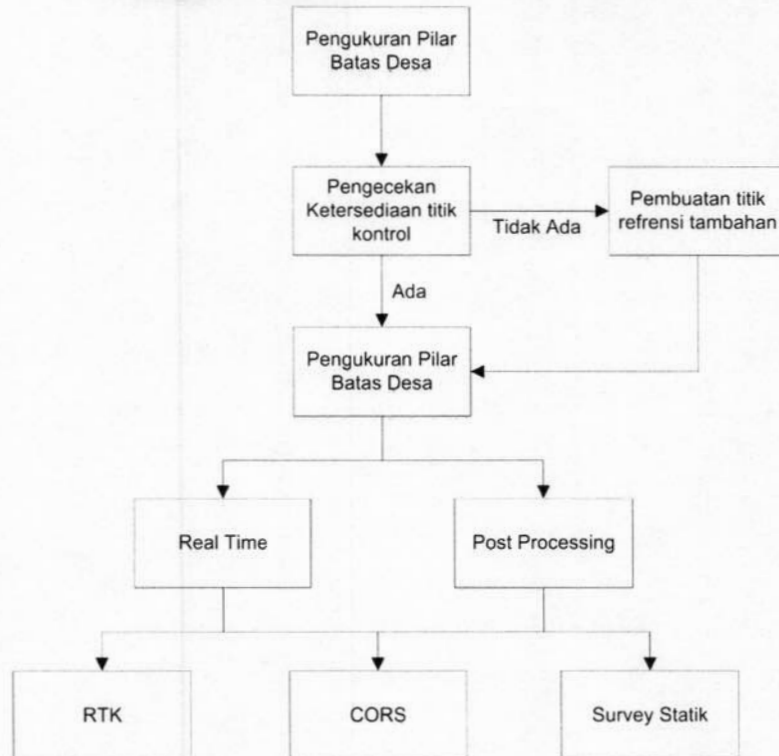 Pengukuran Pilar
Batas Desa
Pengecekan
Ketersediaan titik
kontrol
Tidak Ada
Pembuatan titik
refrensi tambahan
Ada
Pengukuran Pilar
Batas Desa
Real Time
Post Processing
RTK
CORS
Survey Statik